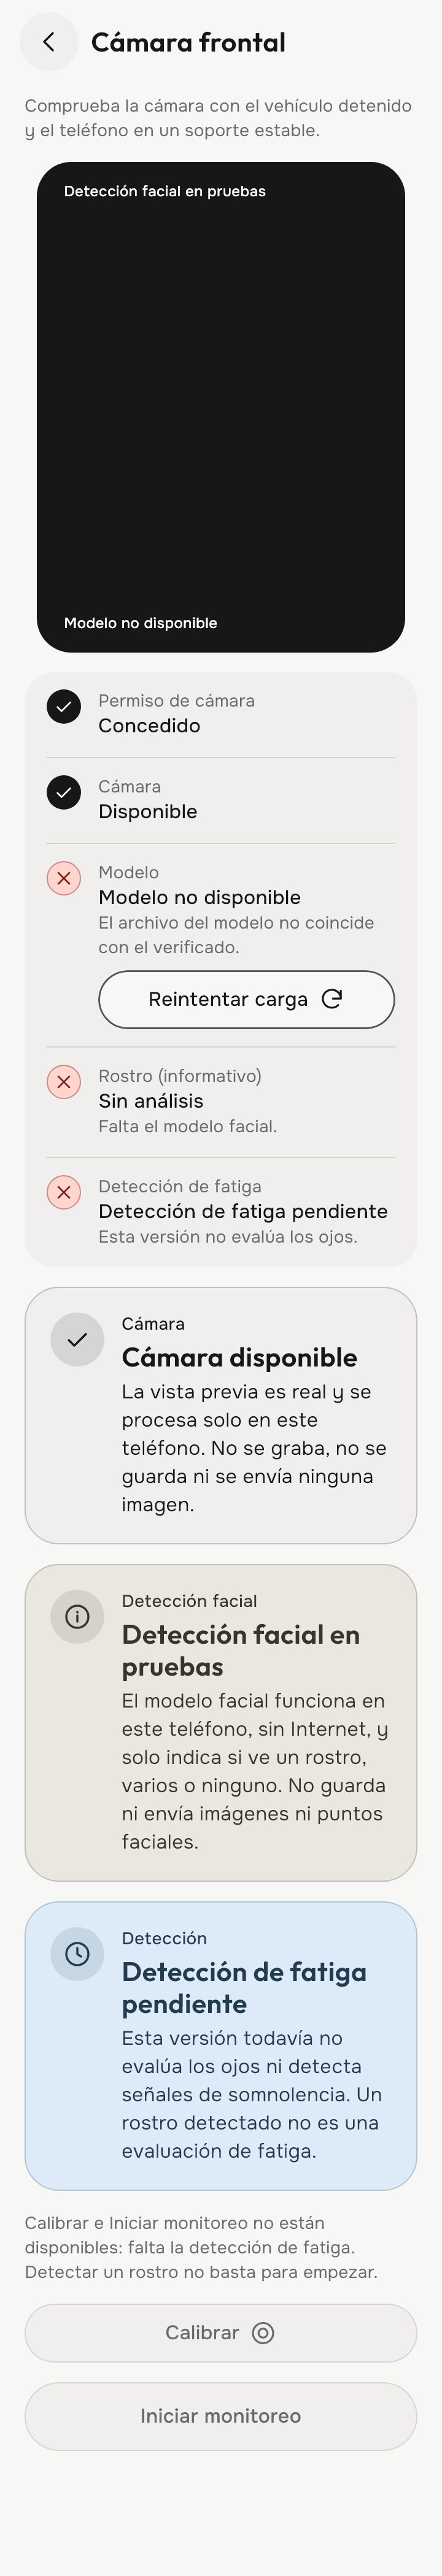 Cámara frontal
Comprueba la cámara con el vehículo detenido
y el teléfono en un soporte estable.
Detección facial en pruebas
Modelo no disponible
Permiso de cámara
Concedido
Cámara
Disponible
Modelo
Modelo no disponible
El archivo del modelo no coincide
con el verificado.
Reintentar carga
Rostro (informativo)
Sin análisis
Falta el modelo facial.
Detección de fatiga
Detección de fatiga pendiente
Esta versión no evalúa los ojos.
Cámara
Cámara disponible
La vista previa es real y se
procesa solo en este
teléfono. No se graba, no se
guarda ni se envía ninguna
imagen.
Detección facial
Detección facial en
pruebas
El modelo facial funciona en
este teléfono, sin Internet, y
solo indica si ve un rostro,
varios o ninguno. No guarda
ni envía imágenes ni puntos
faciales.
Detección
Detección de fatiga
pendiente
Esta versión todavía no
evalúa los ojos ni detecta
señales de somnolencia. Un
rostro detectado no es una
evaluación de fatiga.
Calibrar e Iniciar monitoreo no están
disponibles: falta la detección de fatiga.
Detectar un rostro no basta para empezar.
Calibrar
Iniciar monitoreo